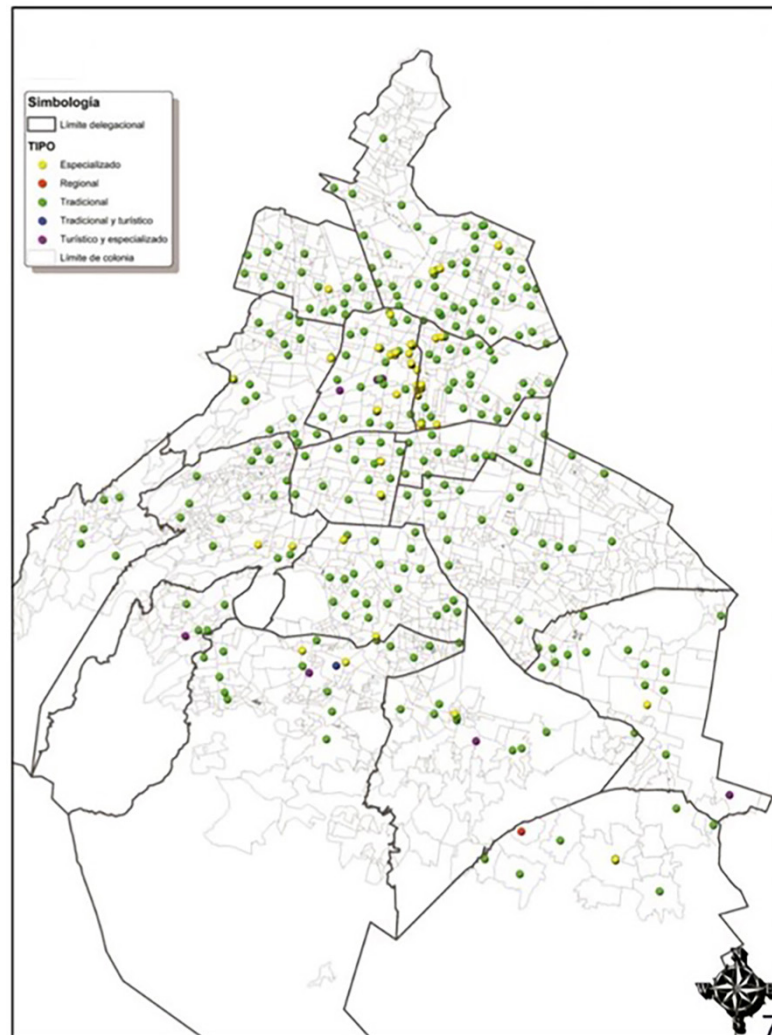 Simbología
Límite delegacional
TIPO
Especializado
Regional
Tradicional
Tradicional y turístico
Turístico y especializado
Límite de colonia